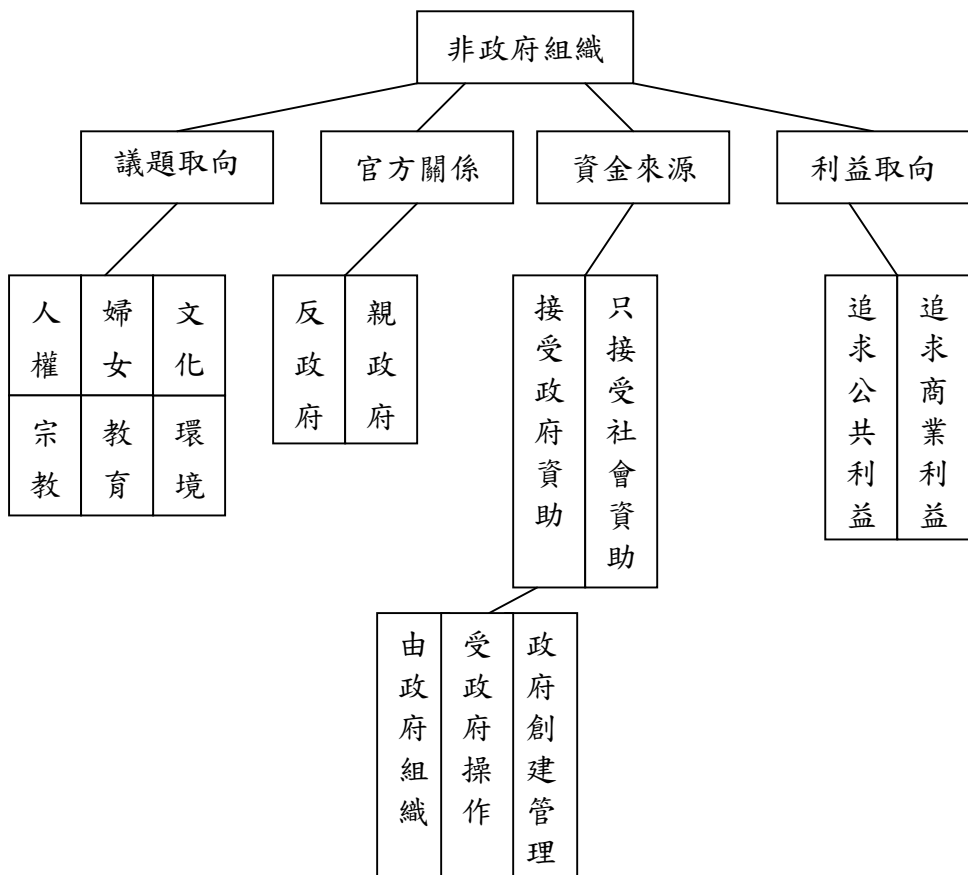 非政府組織
議題取向
官方關係
資金來源
利益取向
人權
婦女
文化
宗教
教育
環境
反政府
親政府
接受政府資助
只接受社會資助
追求公共利益
追求商業利益
由政府組織
受政府操作
政府創建管理